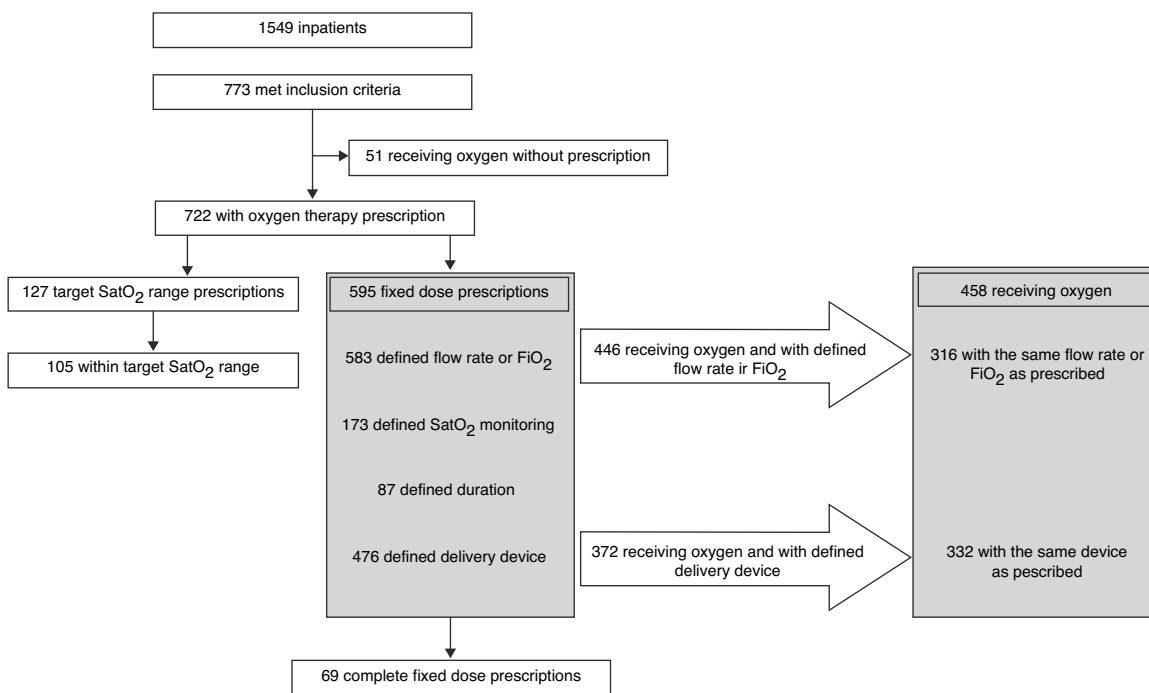 1549 inpatients
773 met inclusion criteria
51 receiving oxygen without prescription
722 with oxygen therapy prescription
127 target SatO2 range prescriptions
105 within target SatO2 range
595 fixed dose prescriptions
583 defined flow rate or FiO2
173 defined SatO2 monitoring
87 defined duration
476 defined delivery device
69 complete fixed dose prescriptions
446 receiving oxygen and with defined
flow rate ir FiO2
372 receiving oxygen and with defined
delivery device
458 receiving oxygen
316 with the same flow rate or
FiO2 as prescribed
332 with the same device
as pescribed